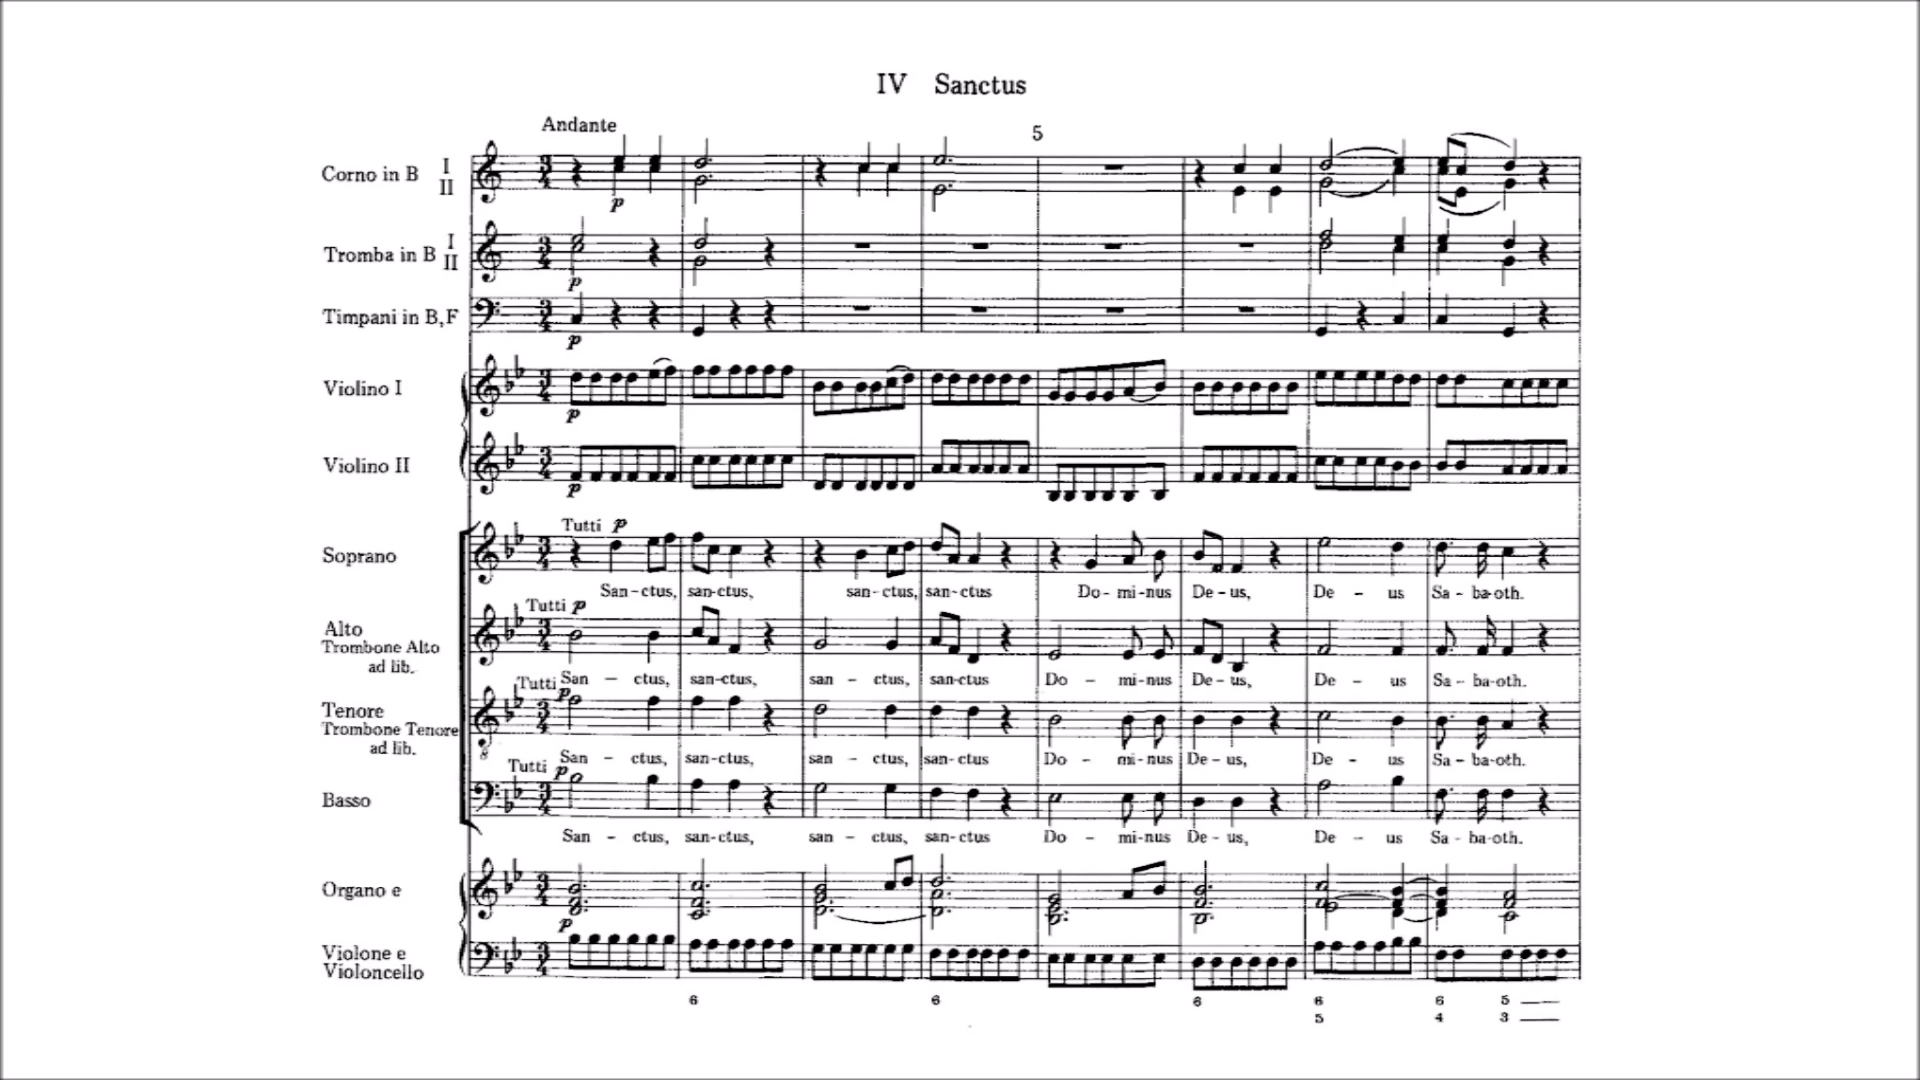 IV Sanctus
Andante
5
Corno in B I
II
p
Tromba in B I
II
p
Timpani in B, F
p
Violino I
p
Violino II
p
Tutti p
Soprano
San-ctus, san-ctus, san-ctus, san-ctus Do-mi-nus De-us, De - us Sa-ba-oth.
Tutti p
Alto
Trombone Alto
ad lib.
San - ctus, san-ctus, san - ctus, san-ctus Do - mi-nus De-us, De - us Sa-ba-oth.
Tutti p
Tenore
Trombone Tenore
ad lib.
8
San - ctus, san-ctus, san - ctus, san-ctus Do - mi-nus De-us, De - us Sa-ba-oth.
Tutti p
Basso
San - ctus, san-ctus, san - ctus, san-ctus Do - mi-nus De-us, De - us Sa-ba-oth.
Organo e
p
Violone e
Violoncello
6 6 6 6 6 5
5 4 3